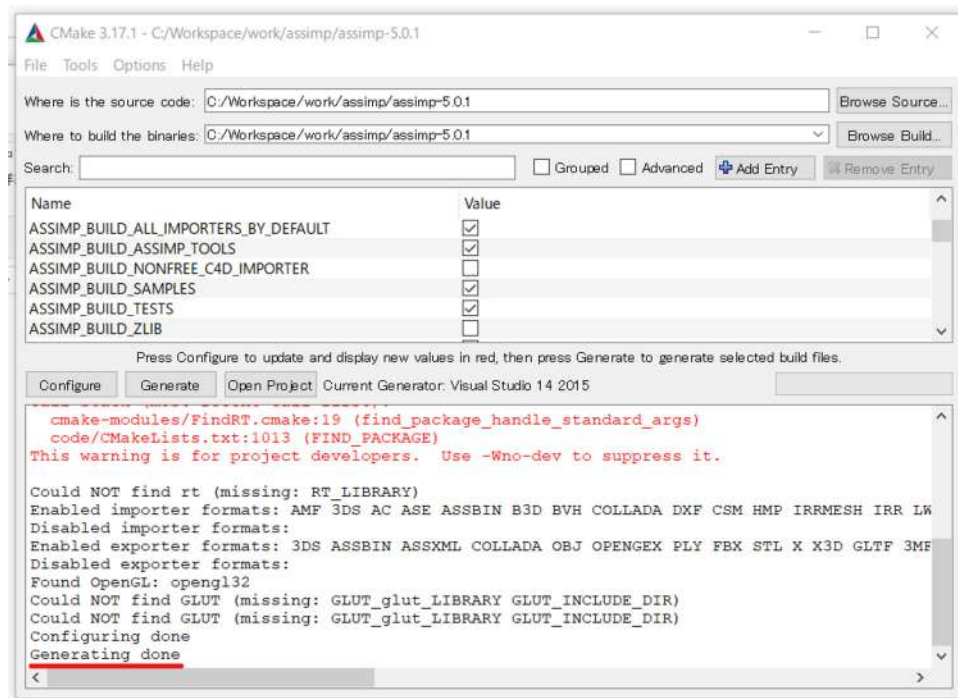 CMake 3.17.1 - C:/Workspace/work/assimp/assimp-5.0.1
File Tools Options Help
Where is the source code: C:/Workspace/work/assimp/assimp-5.0.1 Browse Source...
Where to build the binaries: C:/Workspace/work/assimp/assimp-5.0.1 Browse Build...
Search: Grouped Advanced Add Entry Remove Entry
Name Value
ASSIMP_BUILD_ALL_IMPORTERS_BY_DEFAULT
ASSIMP_BUILD_ASSIMP_TOOLS
ASSIMP_BUILD_NONFREE_C4D_IMPORTER
ASSIMP_BUILD_SAMPLES
ASSIMP_BUILD_TESTS
ASSIMP_BUILD_ZLIB
Press Configure to update and display new values in red, then press Generate to generate selected build files.
Configure Generate Open Project Current Generator: Visual Studio 14 2015
cmake-modules/FindRT.cmake:19 (find_package_handle_standard_args)
code/CMakeLists.txt:1013 (FIND_PACKAGE)
This warning is for project developers. Use -Wno-dev to suppress it.
Could NOT find rt (missing: RT_LIBRARY)
Enabled importer formats: AMF 3DS AC ASE ASSBIN B3D BVH COLLADA DXF CSM HMP IRRMESH IRR LW
Disabled importer formats:
Enabled exporter formats: 3DS ASSBIN ASSXML COLLADA OBJ OPENGEX PLY FBX STL X X3D GLTF 3MF
Disabled exporter formats:
Found OpenGL: opengl32
Could NOT find GLUT (missing: GLUT_glut_LIBRARY GLUT_INCLUDE_DIR)
Could NOT find GLUT (missing: GLUT_glut_LIBRARY GLUT_INCLUDE_DIR)
Configuring done
Generating done